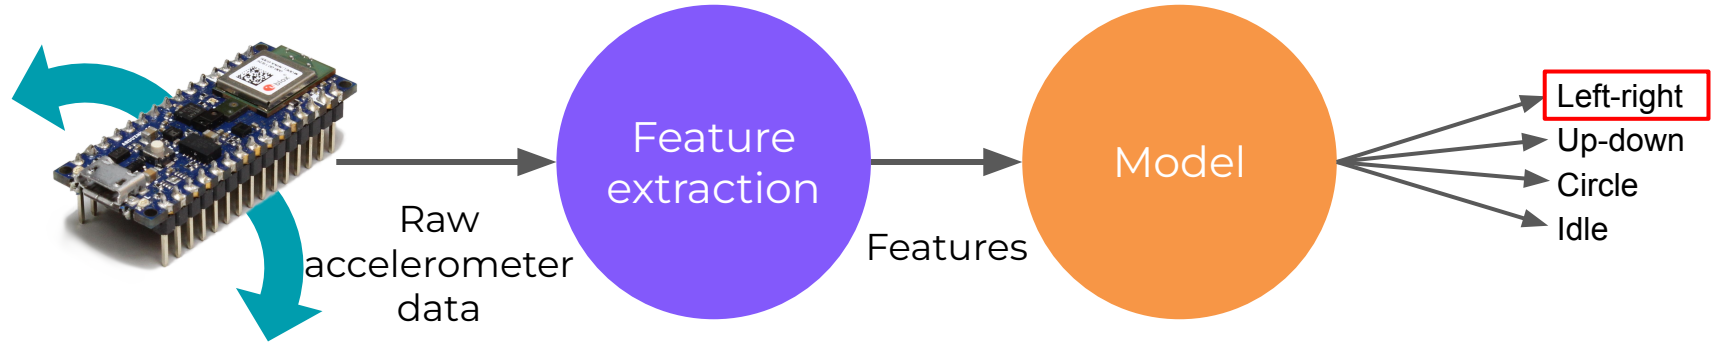 Raw
accelerometer
data
Feature
extraction
Features
Model
Left-right
Up-down
Circle
Idle